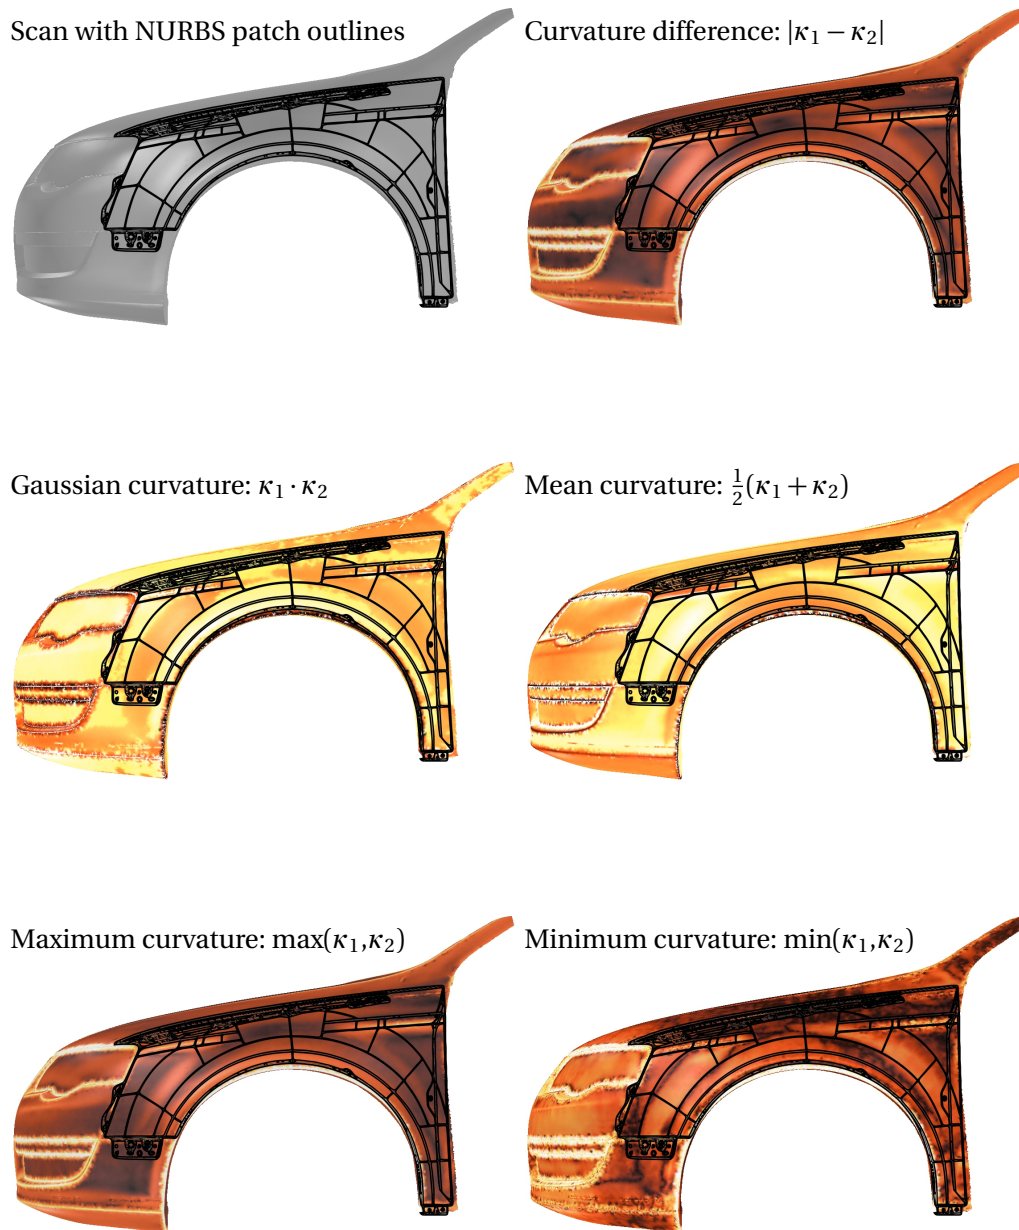 Scan with NURBS patch outlines
Curvature difference: |κ₁ − κ₂|
Gaussian curvature: κ₁ · κ₂
Mean curvature: ½(κ₁ + κ₂)
Maximum curvature: max(κ₁,κ₂)
Minimum curvature: min(κ₁,κ₂)